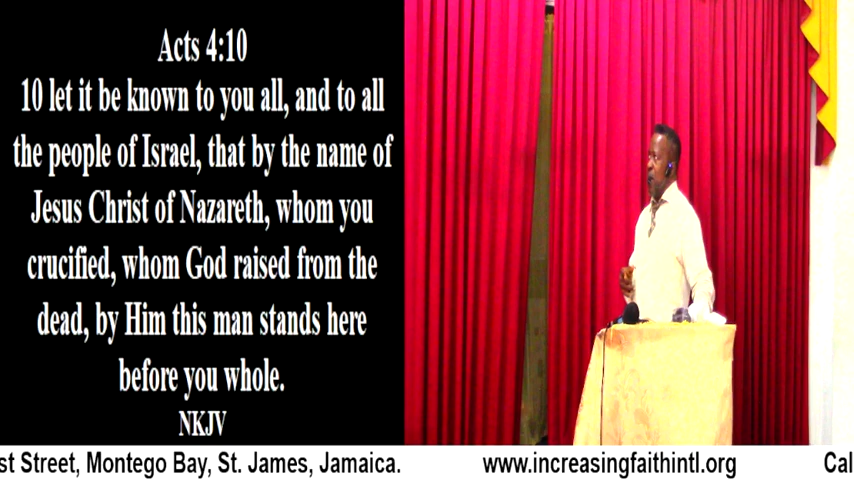 Acts 4:10
10 let it be known to you all, and to all
the people of Israel, that by the name of
Jesus Christ of Nazareth, whom you
crucified, whom God raised from the
dead, by Him this man stands here
before you whole.
NKJV
Street, Montego Bay, St. James, Jamaica. www.increasingfaithintl.org